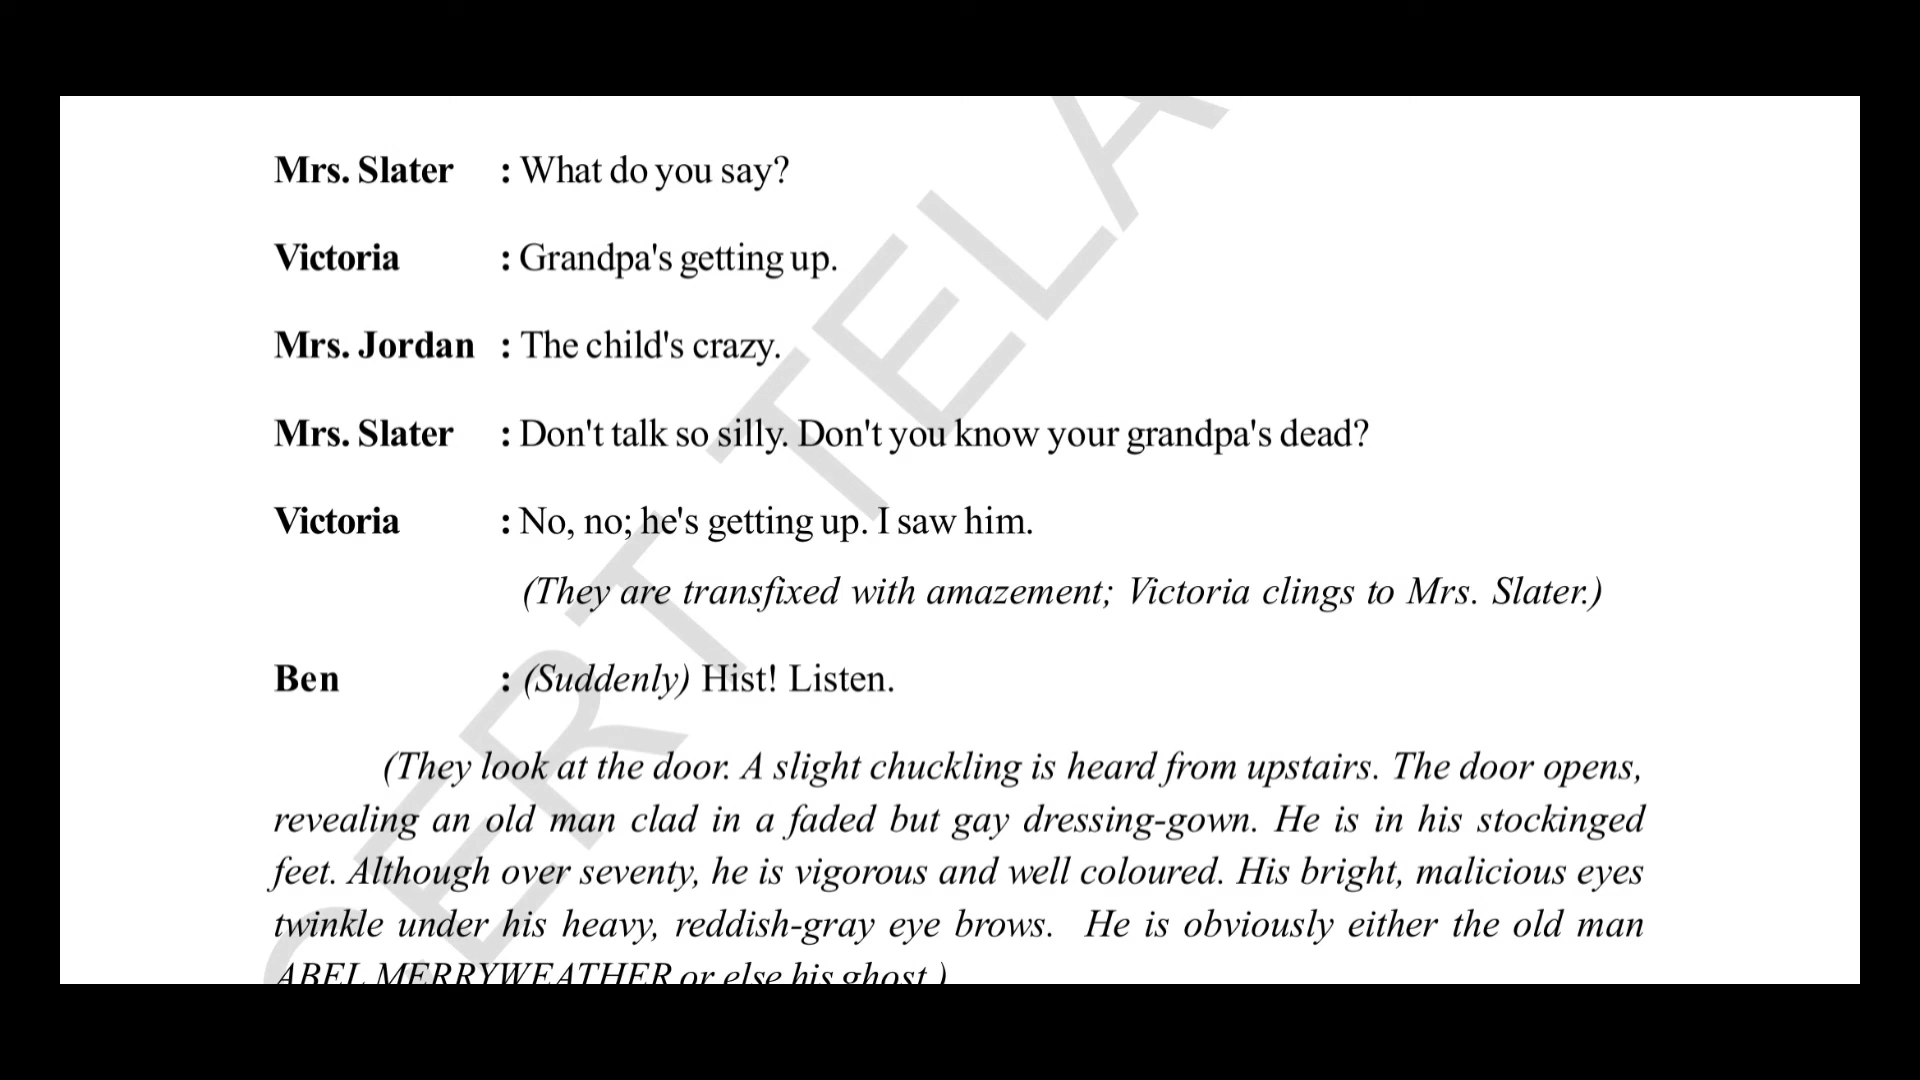 Mrs. Slater : What do you say?
Victoria : Grandpa's getting up.
Mrs. Jordan : The child's crazy.
Mrs. Slater : Don't talk so silly. Don't you know your grandpa's dead?
Victoria : No, no; he's getting up. I saw him.
(They are transfixed with amazement; Victoria clings to Mrs. Slater.)
Ben : (Suddenly) Hist! Listen.
(They look at the door. A slight chuckling is heard from upstairs. The door opens,
revealing an old man clad in a faded but gay dressing-gown. He is in his stockinged
feet. Although over seventy, he is vigorous and well coloured. His bright, malicious eyes
twinkle under his heavy, reddish-gray eye brows. He is obviously either the old man
ABEL MERRYWEATHER or else his ghost.)
CERT TELA